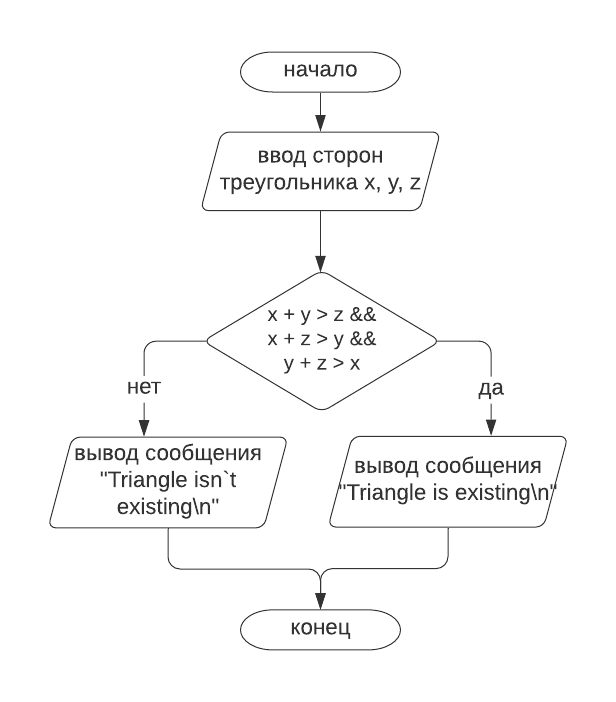 начало
ввод сторон
треугольника x, y, z
x + y > z &&
x + z > y &&
y + z > x
нет
да
вывод сообщения
"Triangle isn`t
existing\n"
вывод сообщения
"Triangle is existing\n"
конец